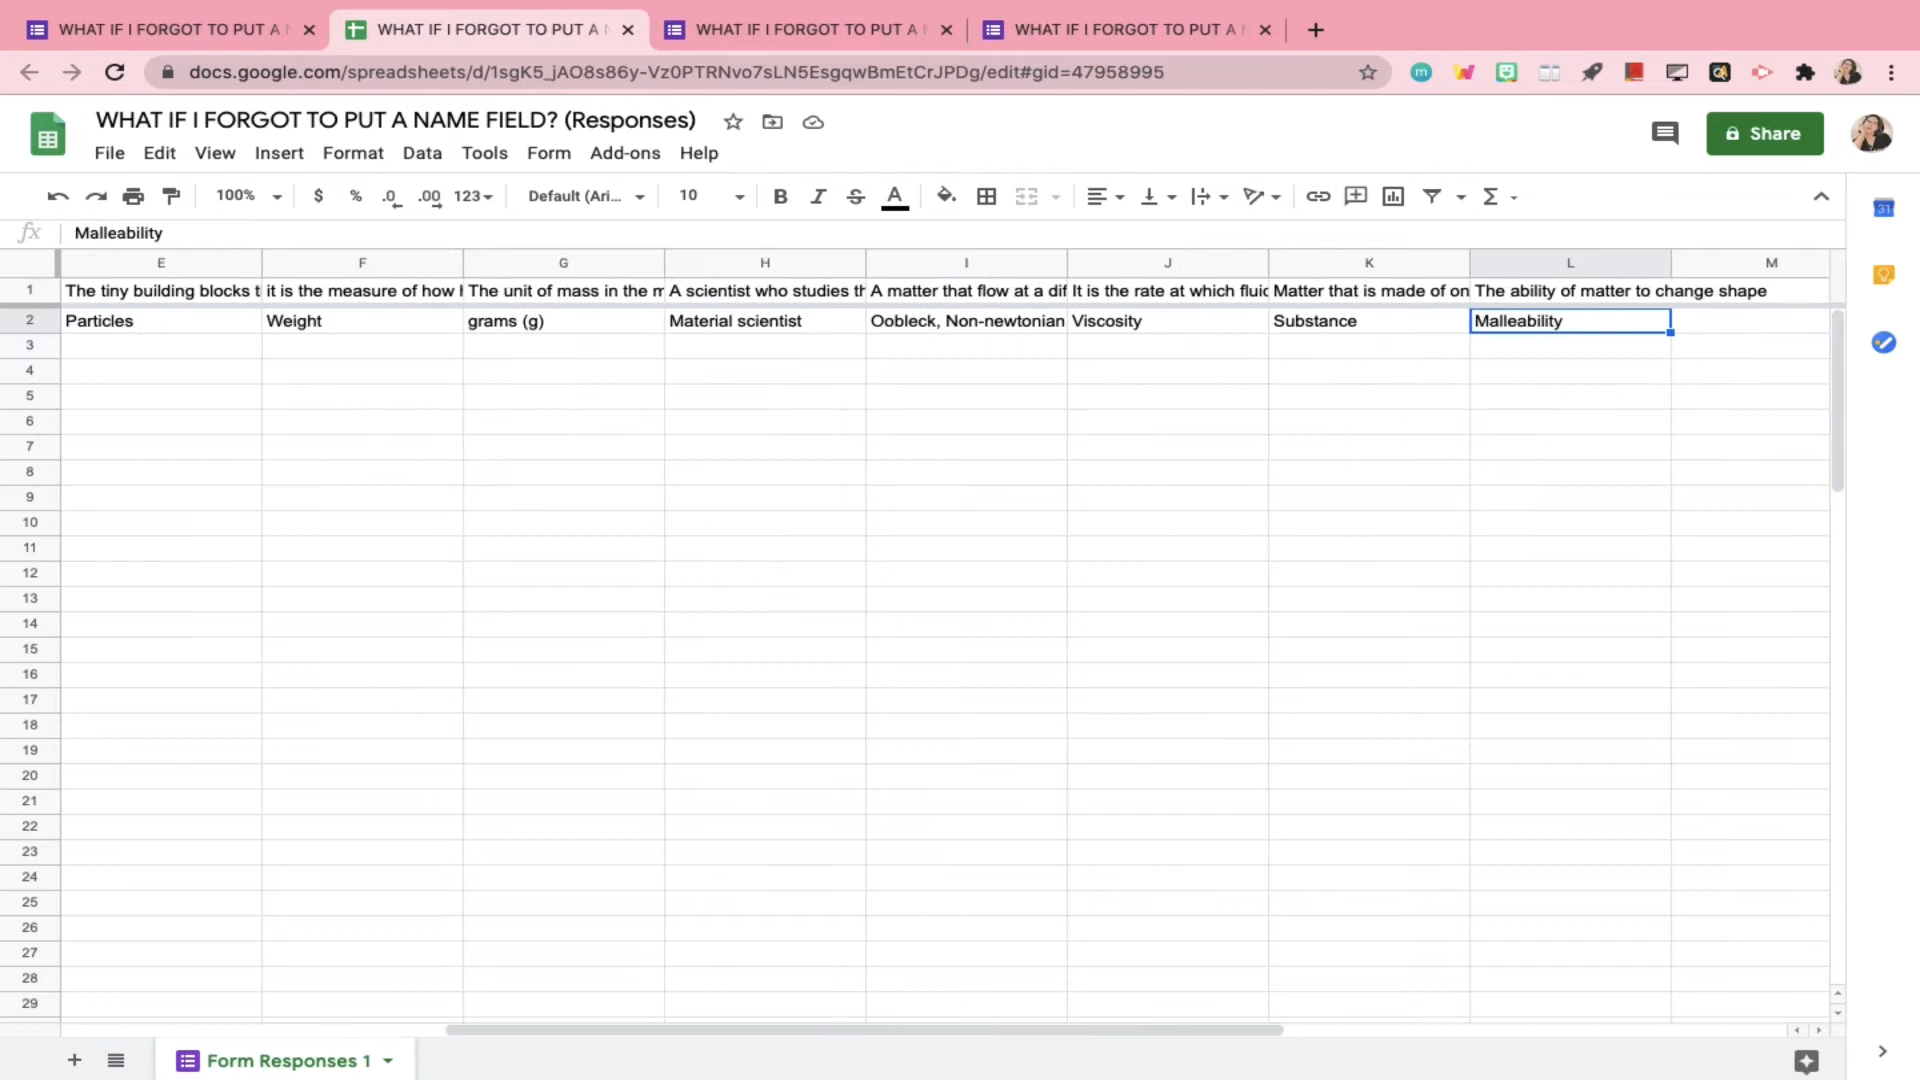 WHAT IF I FORGOT TO PUT A N
WHAT IF I FORGOT TO PUT A N
WHAT IF I FORGOT TO PUT A N
WHAT IF I FORGOT TO PUT A N
docs.google.com/spreadsheets/d/1sgK5_jAO8s86y-Vz0PTRNvo7sLN5EsgqwBmEtCrJPDg/edit#gid=47958995
WHAT IF I FORGOT TO PUT A NAME FIELD? (Responses)
Share
File Edit View Insert Format Data Tools Form Add-ons Help
100% $ % .0 .00 123 Default (Ari... 10 B I S A Σ
31
fx Malleability
E F G H I J K L M
1 The tiny building blocks t it is the measure of how The unit of mass in the m A scientist who studies th A matter that flow at a dif It is the rate at which fluid Matter that is made of on The ability of matter to change shape
2 Particles Weight grams (g) Material scientist Oobleck, Non-newtonian Viscosity Substance Malleability
3
4
5
6
7
8
9
10
11
12
13
14
15
16
17
18
19
20
21
22
23
24
25
26
27
28
29
Form Responses 1